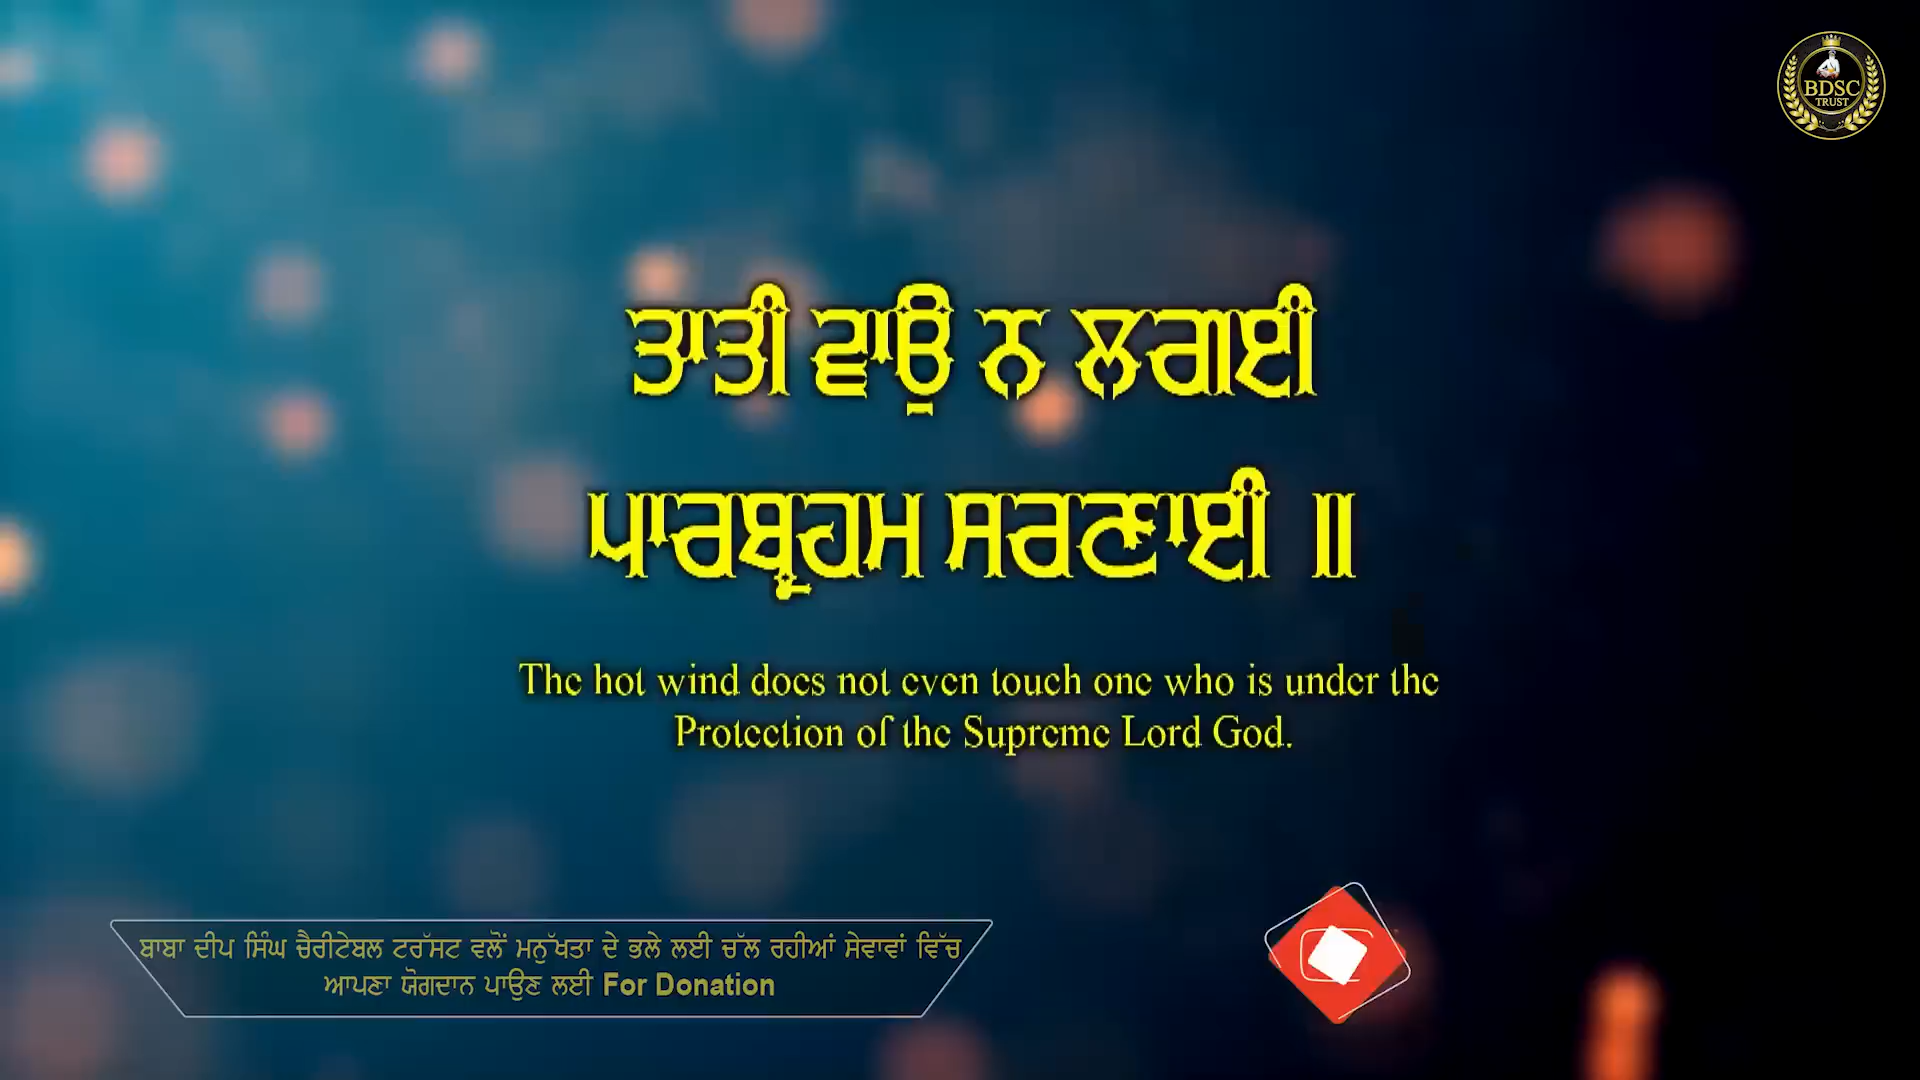 BDSC
TRUST
ਤਾਤੀ ਵਾਉ ਨ ਲਗਈ
ਪਾਰਬ੍ਰਹਮ ਸਰਣਾਈ ॥
The hot wind does not even touch one who is under the
Protection of the Supreme Lord God.
ਬਾਬਾ ਦੀਪ ਸਿੰਘ ਚੈਰੀਟੇਬਲ ਟਰੱਸਟ ਵਲੋਂ ਮਨੁੱਖਤਾ ਦੇ ਭਲੇ ਲਈ ਚੱਲ ਰਹੀਆਂ ਸੇਵਾਵਾਂ ਵਿੱਚ
ਆਪਣਾ ਯੋਗਦਾਨ ਪਾਉਣ ਲਈ For Donation